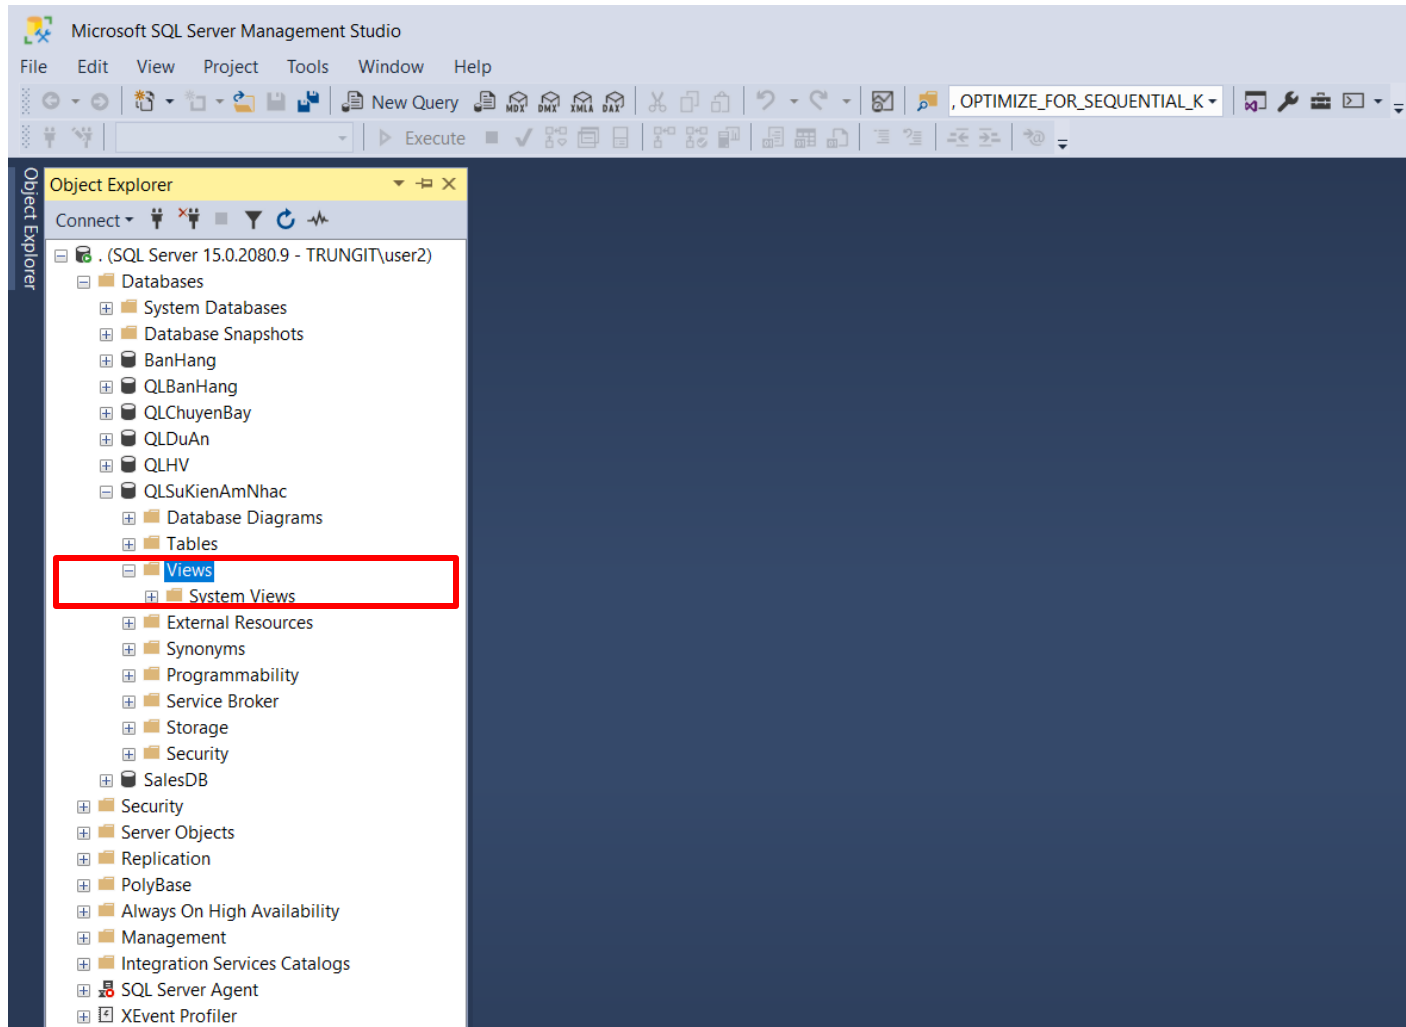 Microsoft SQL Server Management Studio
File Edit View Project Tools Window Help
New Query MDX DMX XMLA DAX , OPTIMIZE_FOR_SEQUENTIAL_K
Execute
Object Explorer
Object Explorer
Connect
. (SQL Server 15.0.2080.9 - TRUNGIT\user2)
Databases
System Databases
Database Snapshots
BanHang
QLBanHang
QLChuyenBay
QLDuAn
QLHV
QLSuKienAmNhac
Database Diagrams
Tables
Views
System Views
External Resources
Synonyms
Programmability
Service Broker
Storage
Security
SalesDB
Security
Server Objects
Replication
PolyBase
Always On High Availability
Management
Integration Services Catalogs
SQL Server Agent
XEvent Profiler